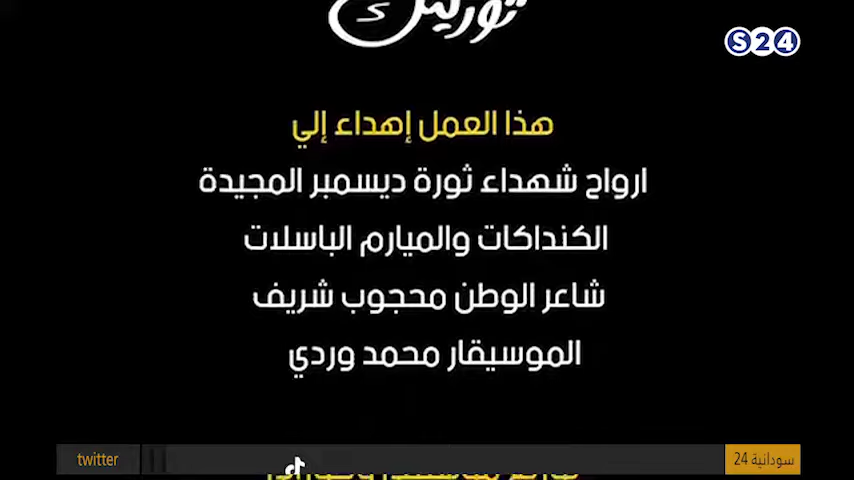 S24
هذا العمل إهداء إلي
ارواح شهداء ثورة ديسمبر المجيدة
الكنداكات والميارم الباسلات
شاعر الوطن محجوب شريف
الموسيقار محمد وردي
twitter
سودانية 24